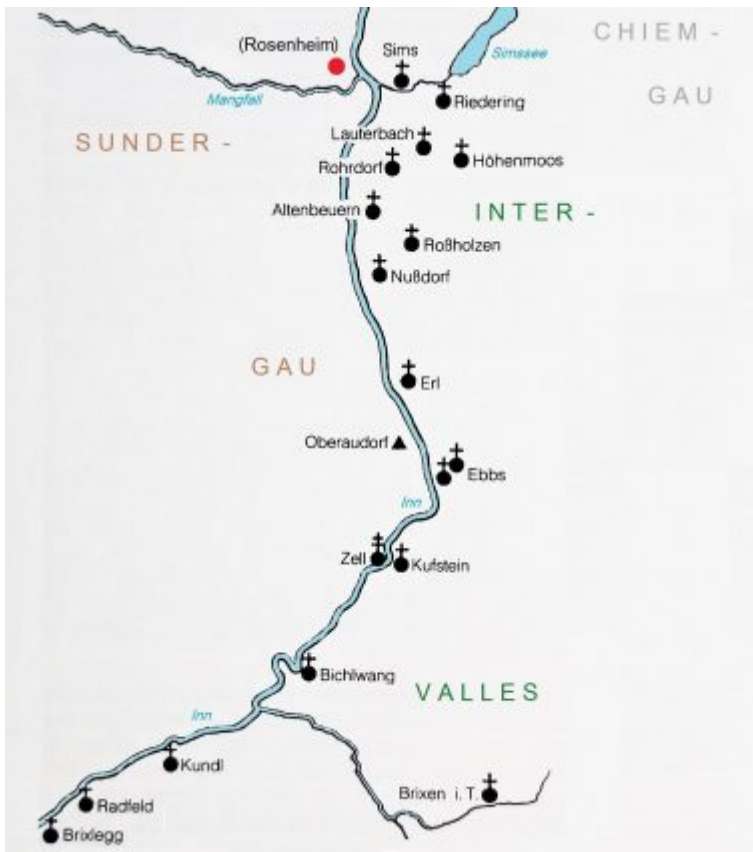 CHIEM -
(Rosenheim)
Sims
Simssee
Mangfall
Riedering
GAU
SUNDER -
Lauterbach
Rohrdorf
Höhenmoos
Altenbeuern
INTER -
Roßholzen
Nußdorf
GAU
Erl
Oberaudorf
Ebbs
Inn
Zell
Kufstein
Bichlwang
VALLES
Inn
Kundl
Brixen i. T.
Radfeld
Brixlegg